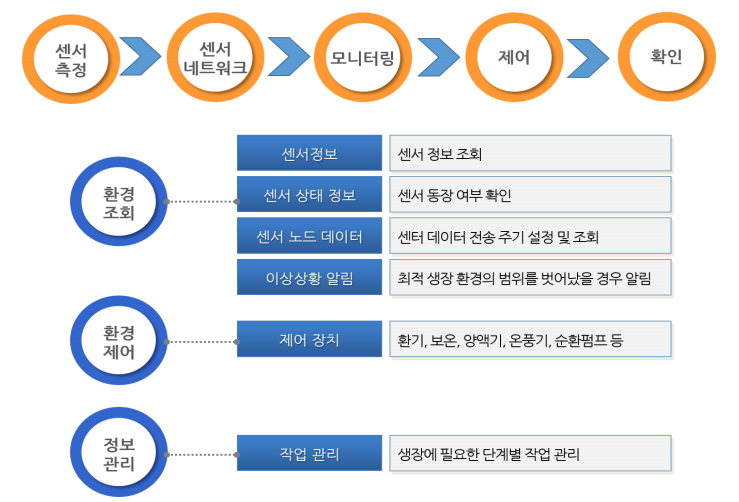 센서
측정
센서
네트워크
모니터링
제어
확인
환경
조회
센서정보
센서 정보 조회
센서 상태 정보
센서 동장 여부 확인
센서 노드 데이터
센터 데이터 전송 주기 설정 및 조회
이상상황 알림
최적 생장 환경의 범위를 벗어났을 경우 알림
환경
제어
제어 장치
환기, 보온, 양액기, 온풍기, 순환펌프 등
정보
관리
작업 관리
생장에 필요한 단계별 작업 관리